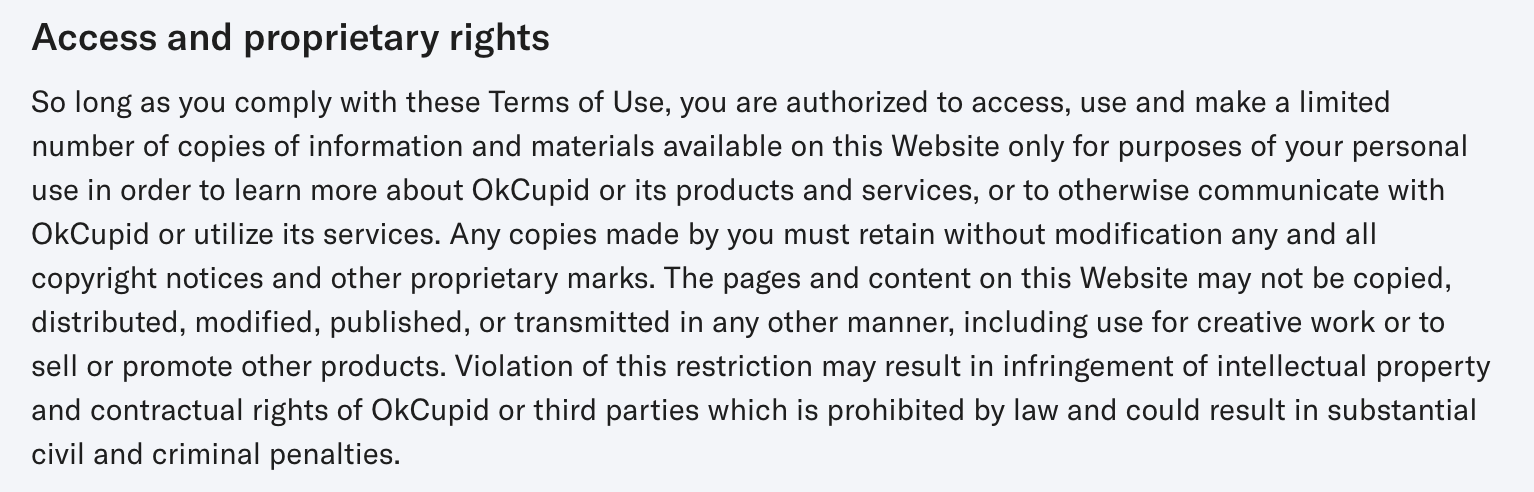 Access and proprietary rights
So long as you comply with these Terms of Use, you are authorized to access, use and make a limited
number of copies of information and materials available on this Website only for purposes of your personal
use in order to learn more about OkCupid or its products and services, or to otherwise communicate with
OkCupid or utilize its services. Any copies made by you must retain without modification any and all
copyright notices and other proprietary marks. The pages and content on this Website may not be copied,
distributed, modified, published, or transmitted in any other manner, including use for creative work or to
sell or promote other products. Violation of this restriction may result in infringement of intellectual property
and contractual rights of OkCupid or third parties which is prohibited by law and could result in substantial
civil and criminal penalties.